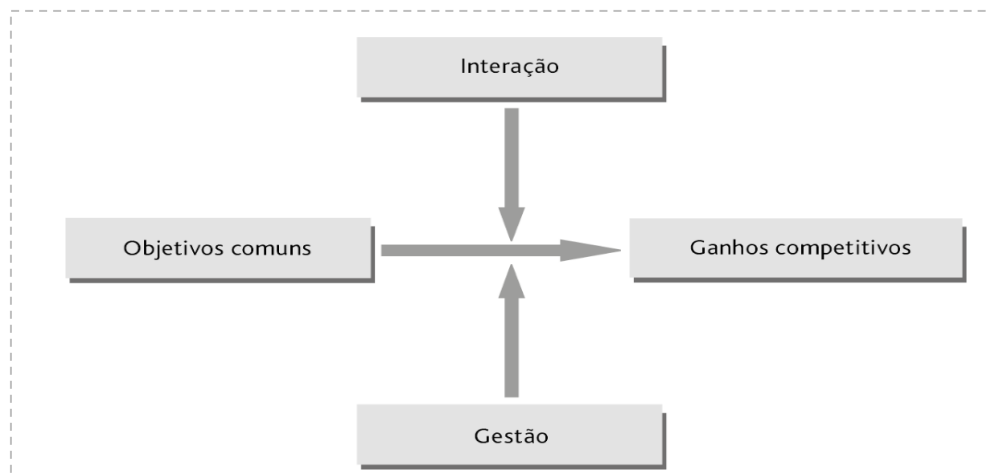 Interação
Objetivos comuns
Ganhos competitivos
Gestão